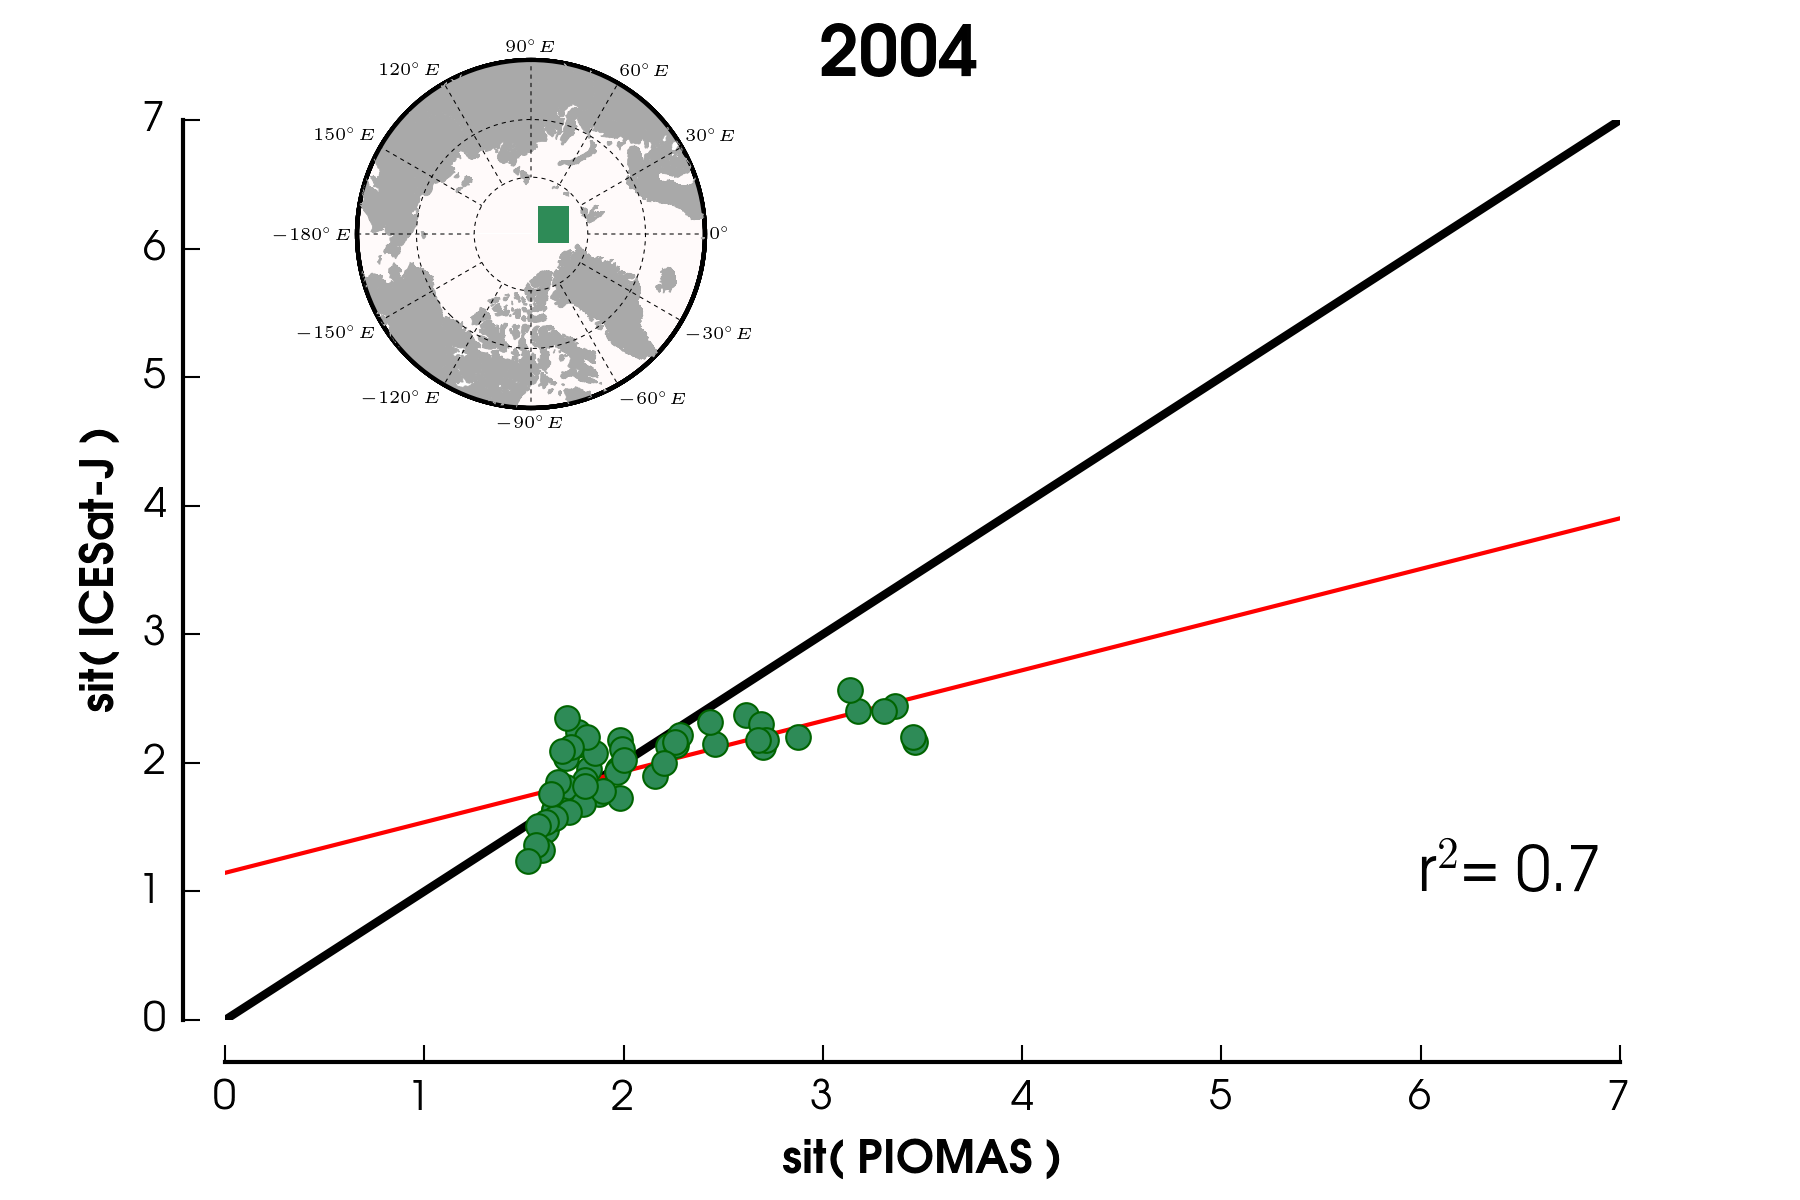 2004
90° E
120° E
60° E
150° E
30° E
−180° E
0°
−150° E
−30° E
−120° E
−60° E
−90° E
7
6
5
4
3
2
1
0
sit( ICESat-J )
r²= 0.7
0 1 2 3 4 5 6 7
sit( PIOMAS )